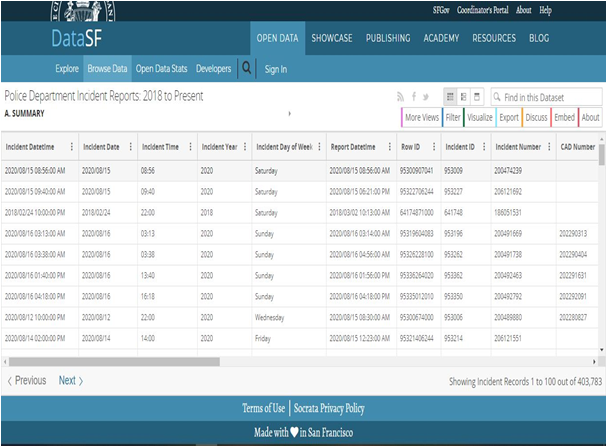 SFGov Coordinator's Portal About Help
DataSF
OPEN DATA SHOWCASE PUBLISHING ACADEMY RESOURCES BLOG
Explore Browse Data Open Data Stats Developers Sign In
Police Department Incident Reports: 2018 to Present
Find in this Dataset
A. SUMMARY
More Views Filter Visualize Export Discuss Embed About
Incident Datetime Incident Date Incident Time Incident Year Incident Day of Week Report Datetime Row ID Incident ID Incident Number CAD Number
2020/08/15 08:56:00 AM 2020/08/15 08:56 2020 Saturday 2020/08/15 08:56:00 AM 95300907041 953009 200474239
2020/08/15 09:40:00 AM 2020/08/15 09:40 2020 Saturday 2020/08/15 06:21:00 PM 95322706244 953227 206121692
2018/02/24 10:00:00 PM 2018/02/24 22:00 2018 Saturday 2018/03/02 10:13:00 AM 64174871000 641748 186051531
2020/08/16 03:13:00 AM 2020/08/16 03:13 2020 Sunday 2020/08/16 03:14:00 AM 95319604083 953196 200491669 202290313
2020/08/16 03:38:00 AM 2020/08/16 03:38 2020 Sunday 2020/08/16 04:56:00 AM 95326228100 953262 200491738 202290404
2020/08/16 01:40:00 PM 2020/08/16 13:40 2020 Sunday 2020/08/16 01:56:00 PM 95336264020 953362 200492463 202291631
2020/08/16 04:18:00 PM 2020/08/16 16:18 2020 Sunday 2020/08/16 04:18:00 PM 95335012010 953350 200492792 202292091
2020/08/12 10:00:00 PM 2020/08/12 22:00 2020 Wednesday 2020/08/15 08:30:00 AM 95300674000 953006 200489880 202280827
2020/08/14 02:00:00 PM 2020/08/14 14:00 2020 Friday 2020/08/15 12:23:00 AM 95321406244 953214 206121551
Previous Next Showing Incident Records 1 to 100 out of 403,783
Terms of Use | Socrata Privacy Policy
Made with ♥ in San Francisco